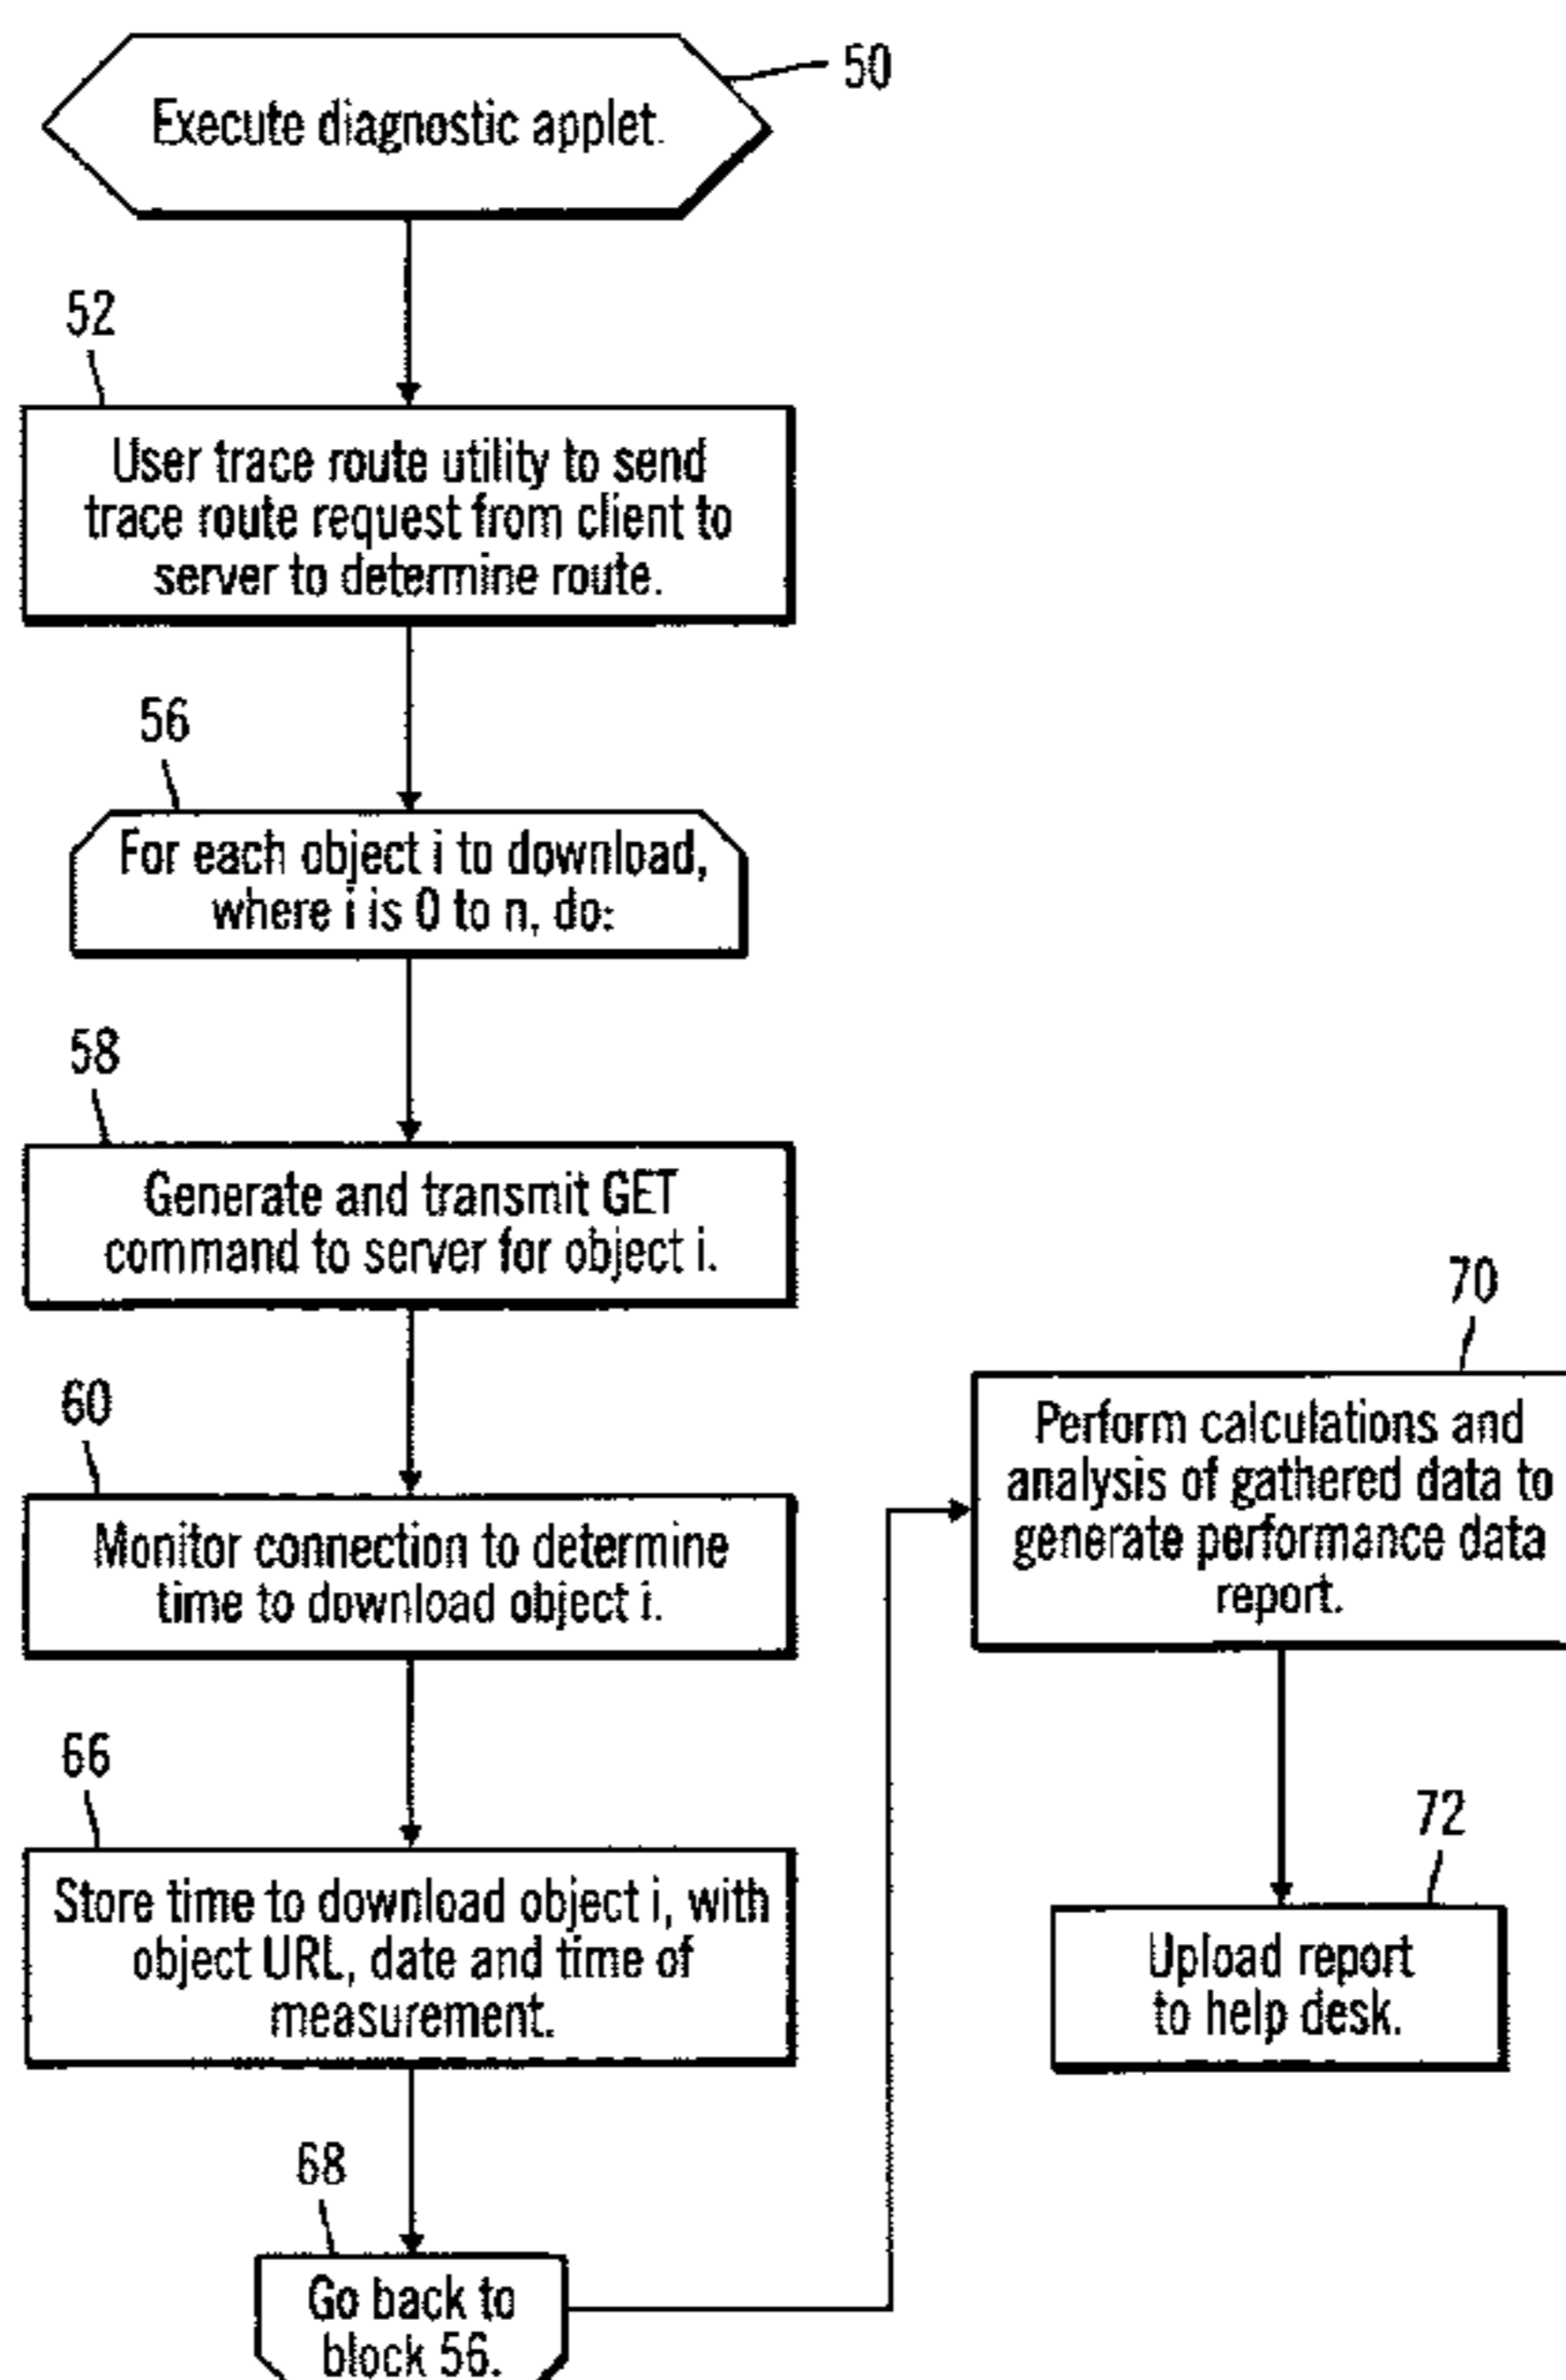 50
Execute diagnostic applet.
52
User trace route utility to send
trace route request from client to
server to determine route.
56
For each object i to download,
where i is 0 to n, do:
58
Generate and transmit GET
command to server for object i.
60
Monitor connection to determine
time to download object i.
66
Store time to download object i, with
object URL, date and time of
measurement.
68
Go back to
block 56.
70
Perform calculations and
analysis of gathered data to
generate performance data
report.
72
Upload report
to help desk.